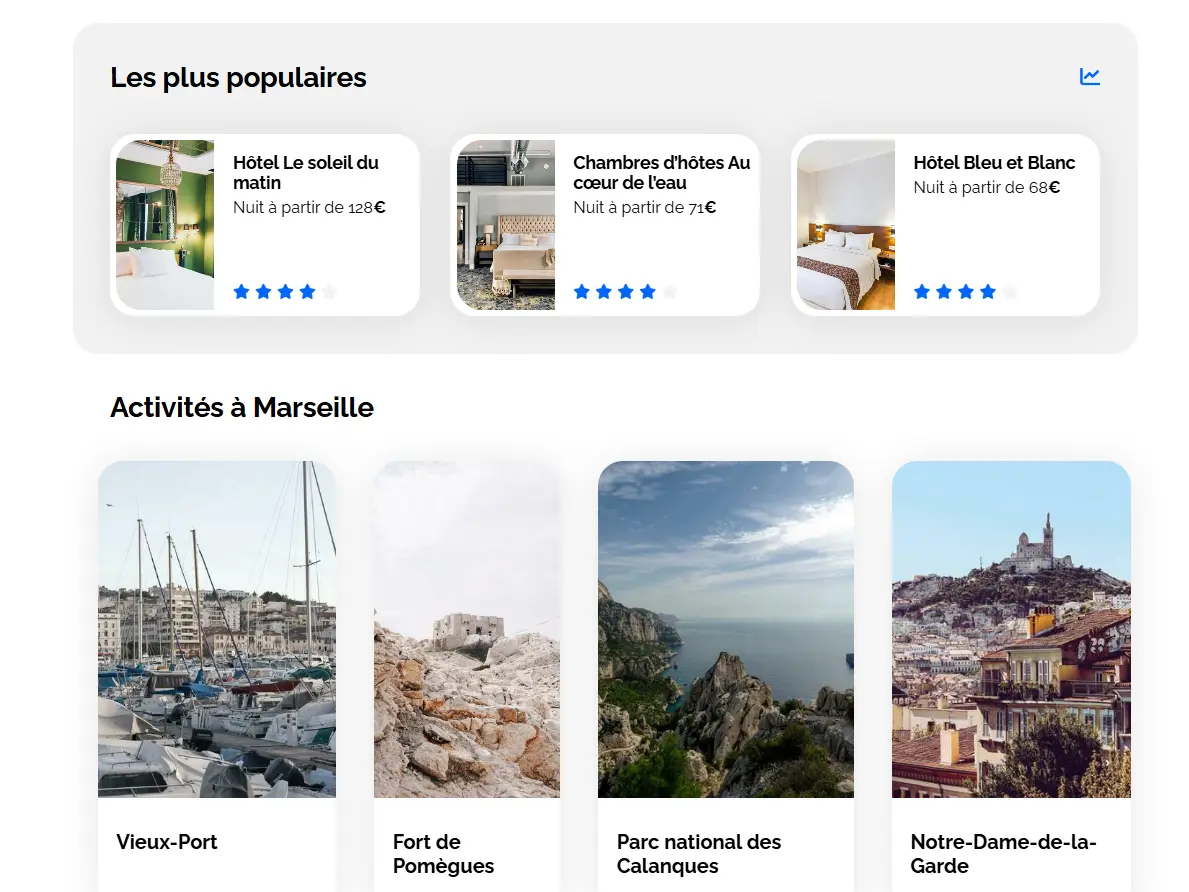 Les plus populaires
Hôtel Le soleil du
matin
Nuit à partir de 128€
Chambres d'hôtes Au
cœur de l'eau
Nuit à partir de 71€
Hôtel Bleu et Blanc
Nuit à partir de 68€
Activités à Marseille
Vieux-Port
Fort de
Pomègues
Parc national des
Calanques
Notre-Dame-de-la-
Garde